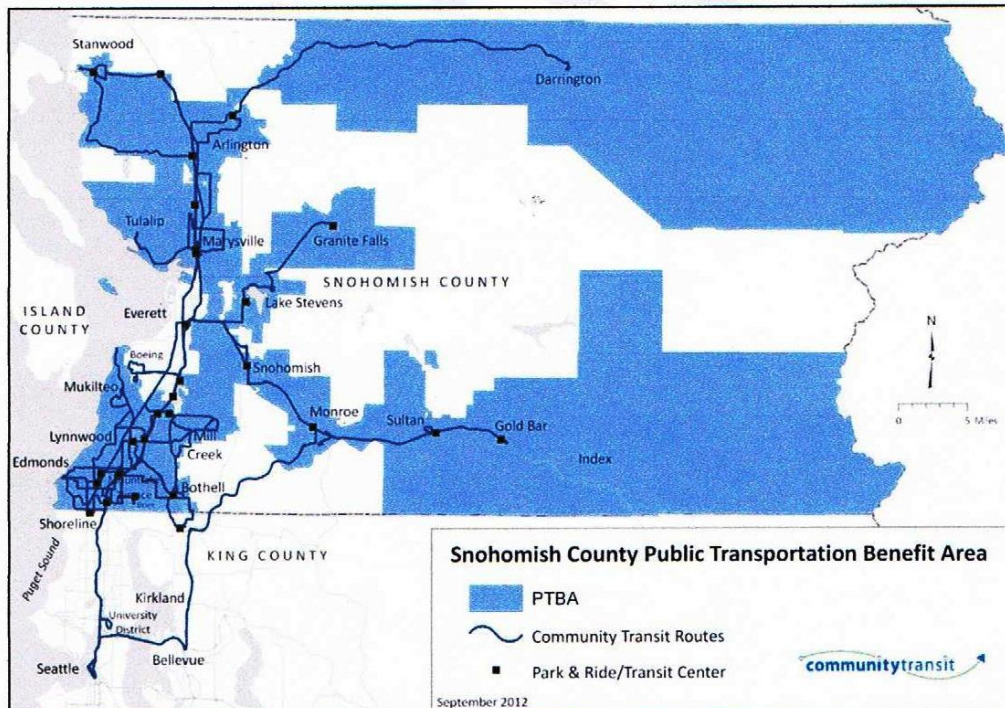 Stanwood
Darrington
Arlington
Tulalip
Marysville
Granite Falls
SNOHOMISH COUNTY
ISLAND
COUNTY
Lake Stevens
Everett
N
Boeing
Snohomish
Mukilteo
0 5 Miles
Monroe
Sultan
Gold Bar
Lynnwood
Mill
Creek
Index
Edmonds
Bothell
Shoreline
KING COUNTY
Puget Sound
Kirkland
University
District
Bellevue
Seattle
Snohomish County Public Transportation Benefit Area
PTBA
Community Transit Routes
Park & Ride/Transit Center
communitytransit
September 2012